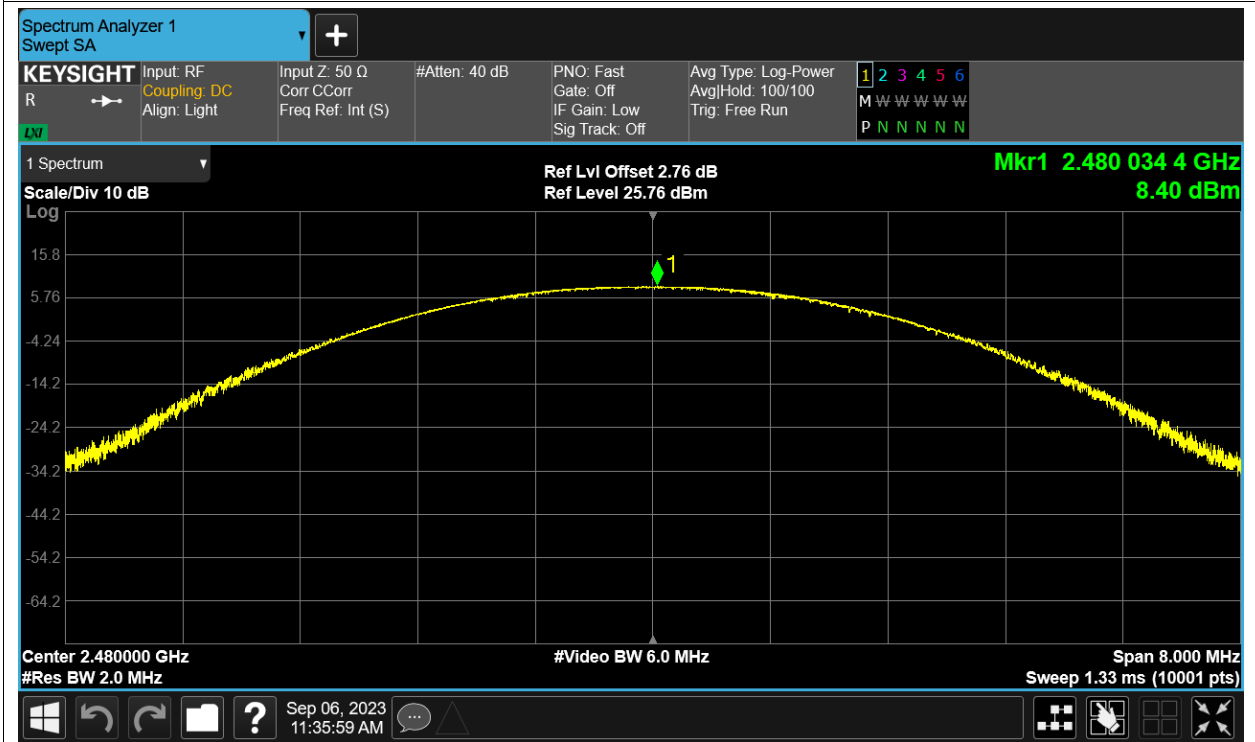 Spectrum Analyzer 1
Swept SA
+
KEYSIGHT
R
LXI
Input: RF
Coupling: DC
Align: Light
Input Z: 50 Ω
Corr CCorr
Freq Ref: Int (S)
#Atten: 40 dB
PNO: Fast
Gate: Off
IF Gain: Low
Sig Track: Off
Avg Type: Log-Power
Avg|Hold: 100/100
Trig: Free Run
1 2 3 4 5 6
M W W W W W
P N N N N N
1 Spectrum
Scale/Div 10 dB
Ref Lvl Offset 2.76 dB
Ref Level 25.76 dBm
Mkr1 2.480 034 4 GHz
8.40 dBm
Log
15.8
5.76
-4.24
-14.2
-24.2
-34.2
-44.2
-54.2
-64.2
1
Center 2.480000 GHz
#Res BW 2.0 MHz
#Video BW 6.0 MHz
Span 8.000 MHz
Sweep 1.33 ms (10001 pts)
?
Sep 06, 2023
11:35:59 AM